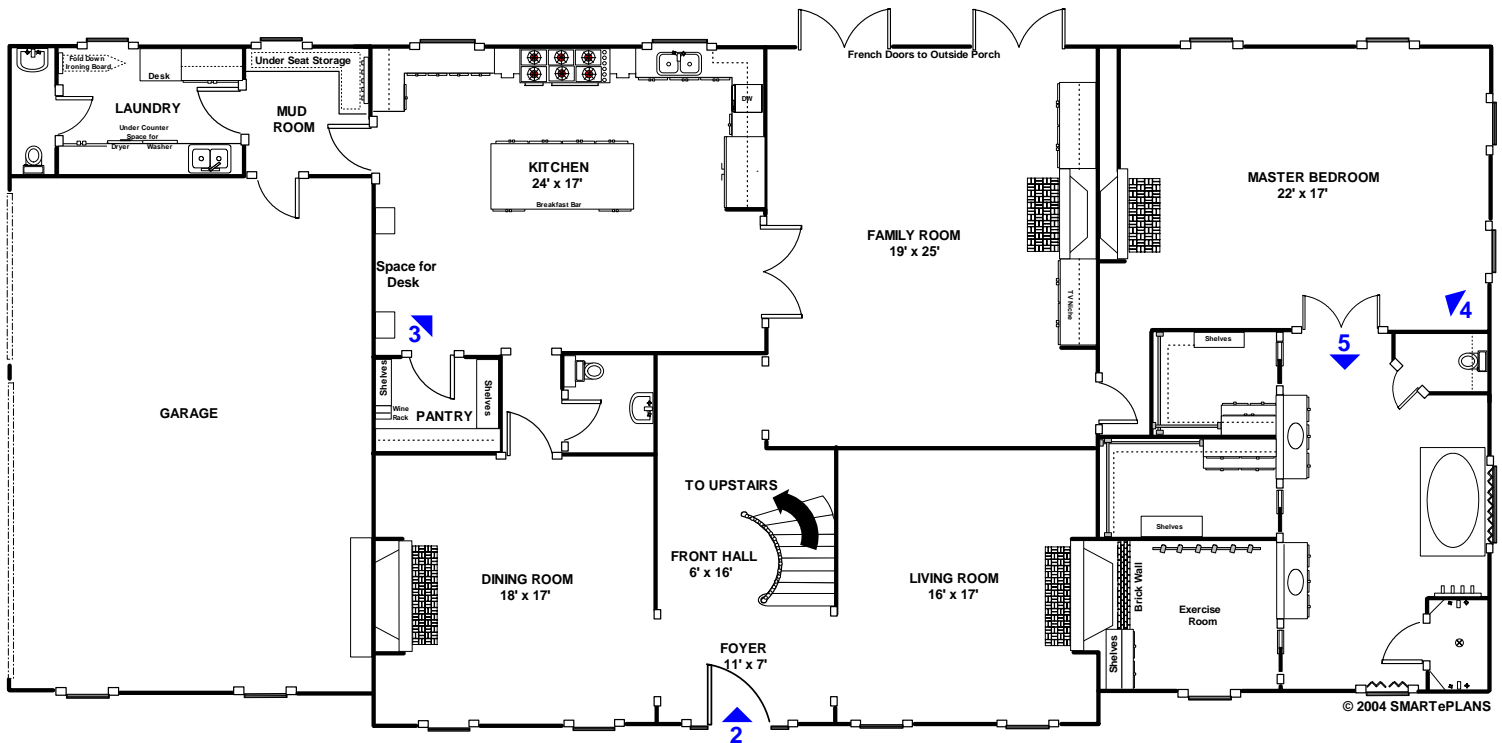 French Doors to Outside Porch
Fold Down
Ironing Board
Desk
Under Seat Storage
LAUNDRY
MUD
ROOM
Under Counter
Space for
Dryer Washer
DW
KITCHEN
24' x 17'
Breakfast Bar
MASTER BEDROOM
22' x 17'
FAMILY ROOM
19' x 25'
Space for
Desk
TV Niche
3
4
5
Shelves
Shelves
Shelves
Wine
Rack
PANTRY
GARAGE
TO UPSTAIRS
Shelves
FRONT HALL
6' x 16'
DINING ROOM
18' x 17'
LIVING ROOM
16' x 17'
Brick Wall
Exercise
Room
Shelves
FOYER
11' x 7'
2
© 2004 SMARTePLANS